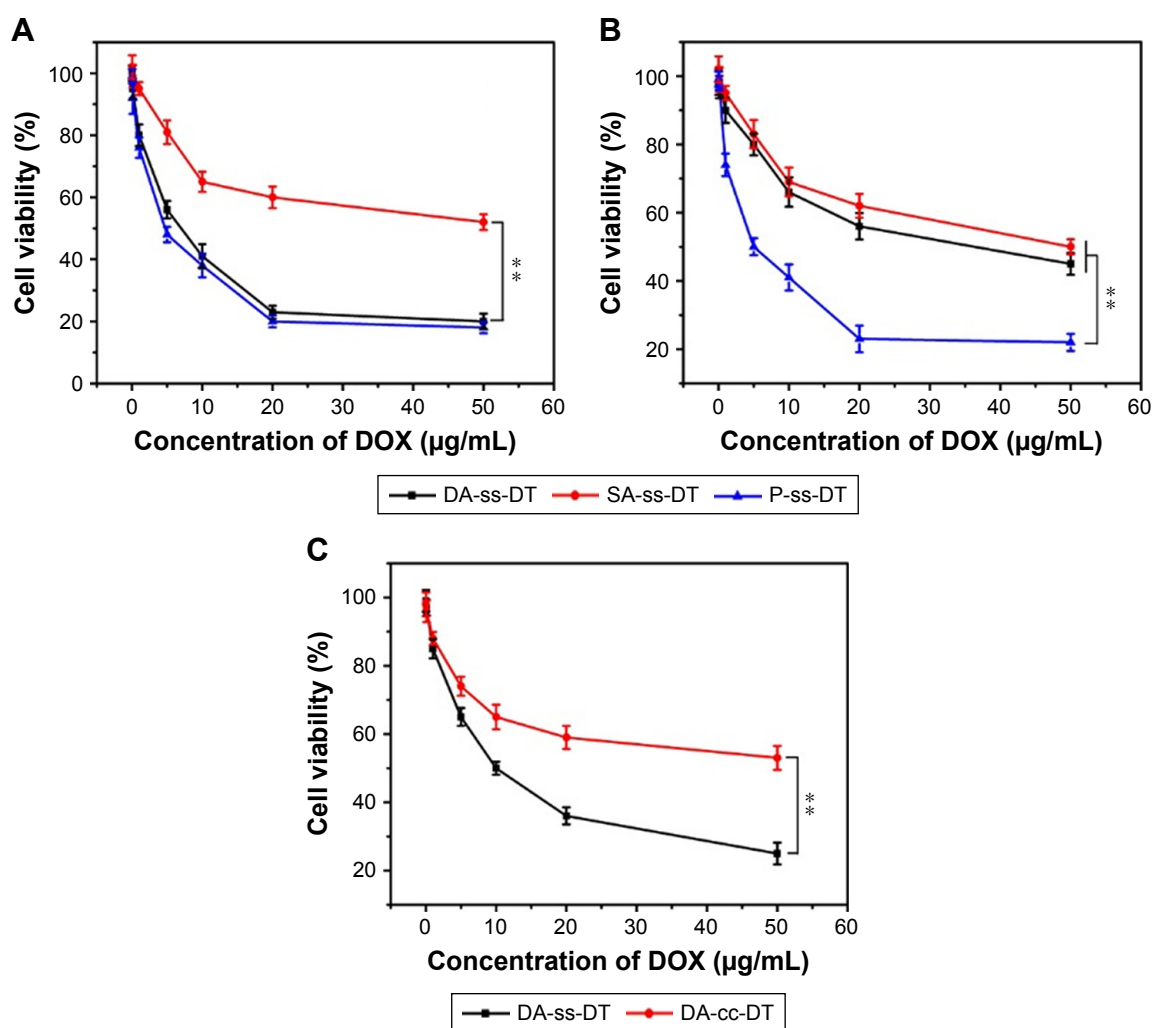 A
Cell viability (%)
100
80
60
40
20
0
0 10 20 30 40 50 60
Concentration of DOX (µg/mL)
**
B
Cell viability (%)
100
80
60
40
20
0 10 20 30 40 50 60
Concentration of DOX (µg/mL)
**
DA-ss-DT SA-ss-DT P-ss-DT
C
Cell viability (%)
100
80
60
40
20
0 10 20 30 40 50 60
Concentration of DOX (µg/mL)
**
DA-ss-DT DA-cc-DT